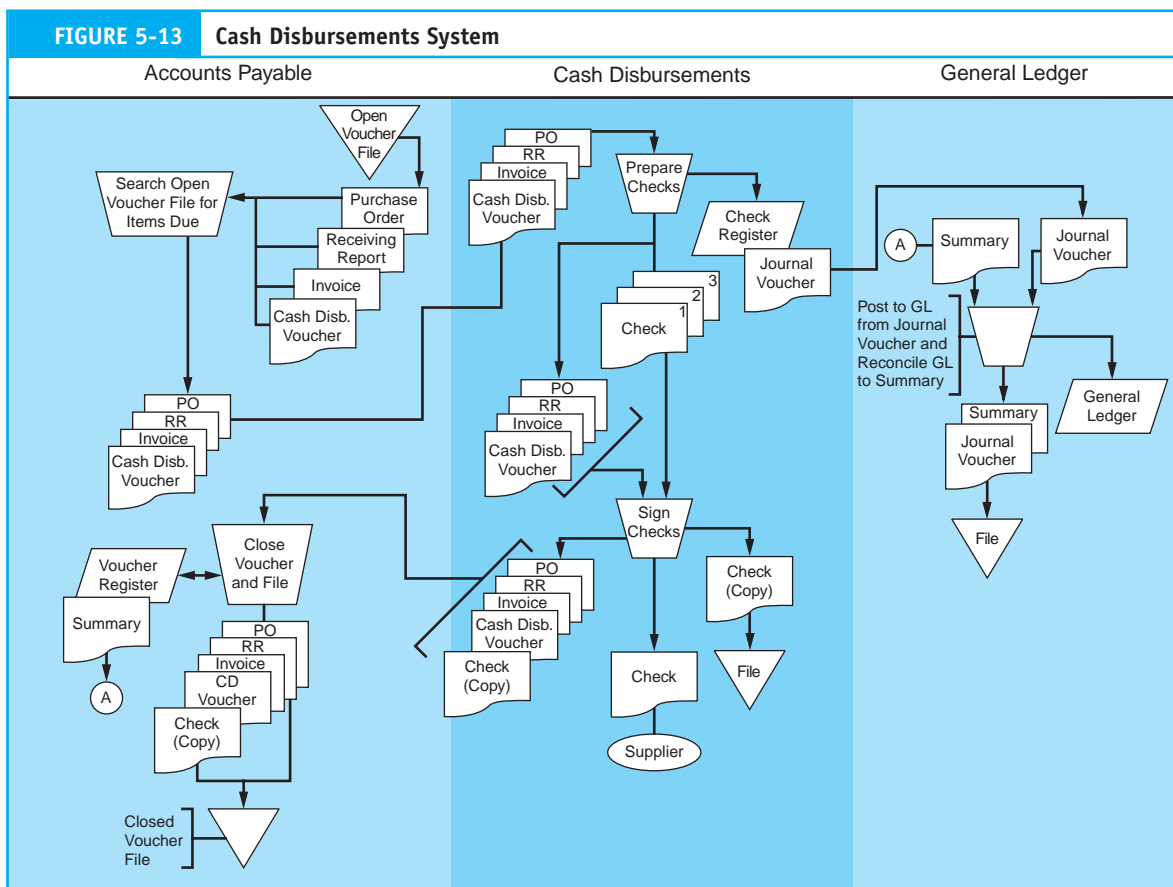 FIGURE 5-13 Cash Disbursements System
Accounts Payable
Cash Disbursements
General Ledger
Open
Voucher
File
Search Open
Voucher File for
Items Due
Purchase
Order
Receiving
Report
Invoice
Cash Disb.
Voucher
PO
RR
Invoice
Cash Disb.
Voucher
Close
Voucher
and File
Voucher
Register
Summary
A
PO
RR
Invoice
CD
Voucher
Check
(Copy)
Closed
Voucher
File
PO
RR
Invoice
Cash Disb.
Voucher
Prepare
Checks
Check
Register
Journal
Voucher
3
2
1
Check
PO
RR
Invoice
Cash Disb.
Voucher
Sign
Checks
PO
RR
Invoice
Cash Disb.
Voucher
Check
(Copy)
Check
Supplier
Check
(Copy)
File
A
Summary
Journal
Voucher
Post to GL
from Journal
Voucher and
Reconcile GL
to Summary
General
Ledger
Summary
Journal
Voucher
File